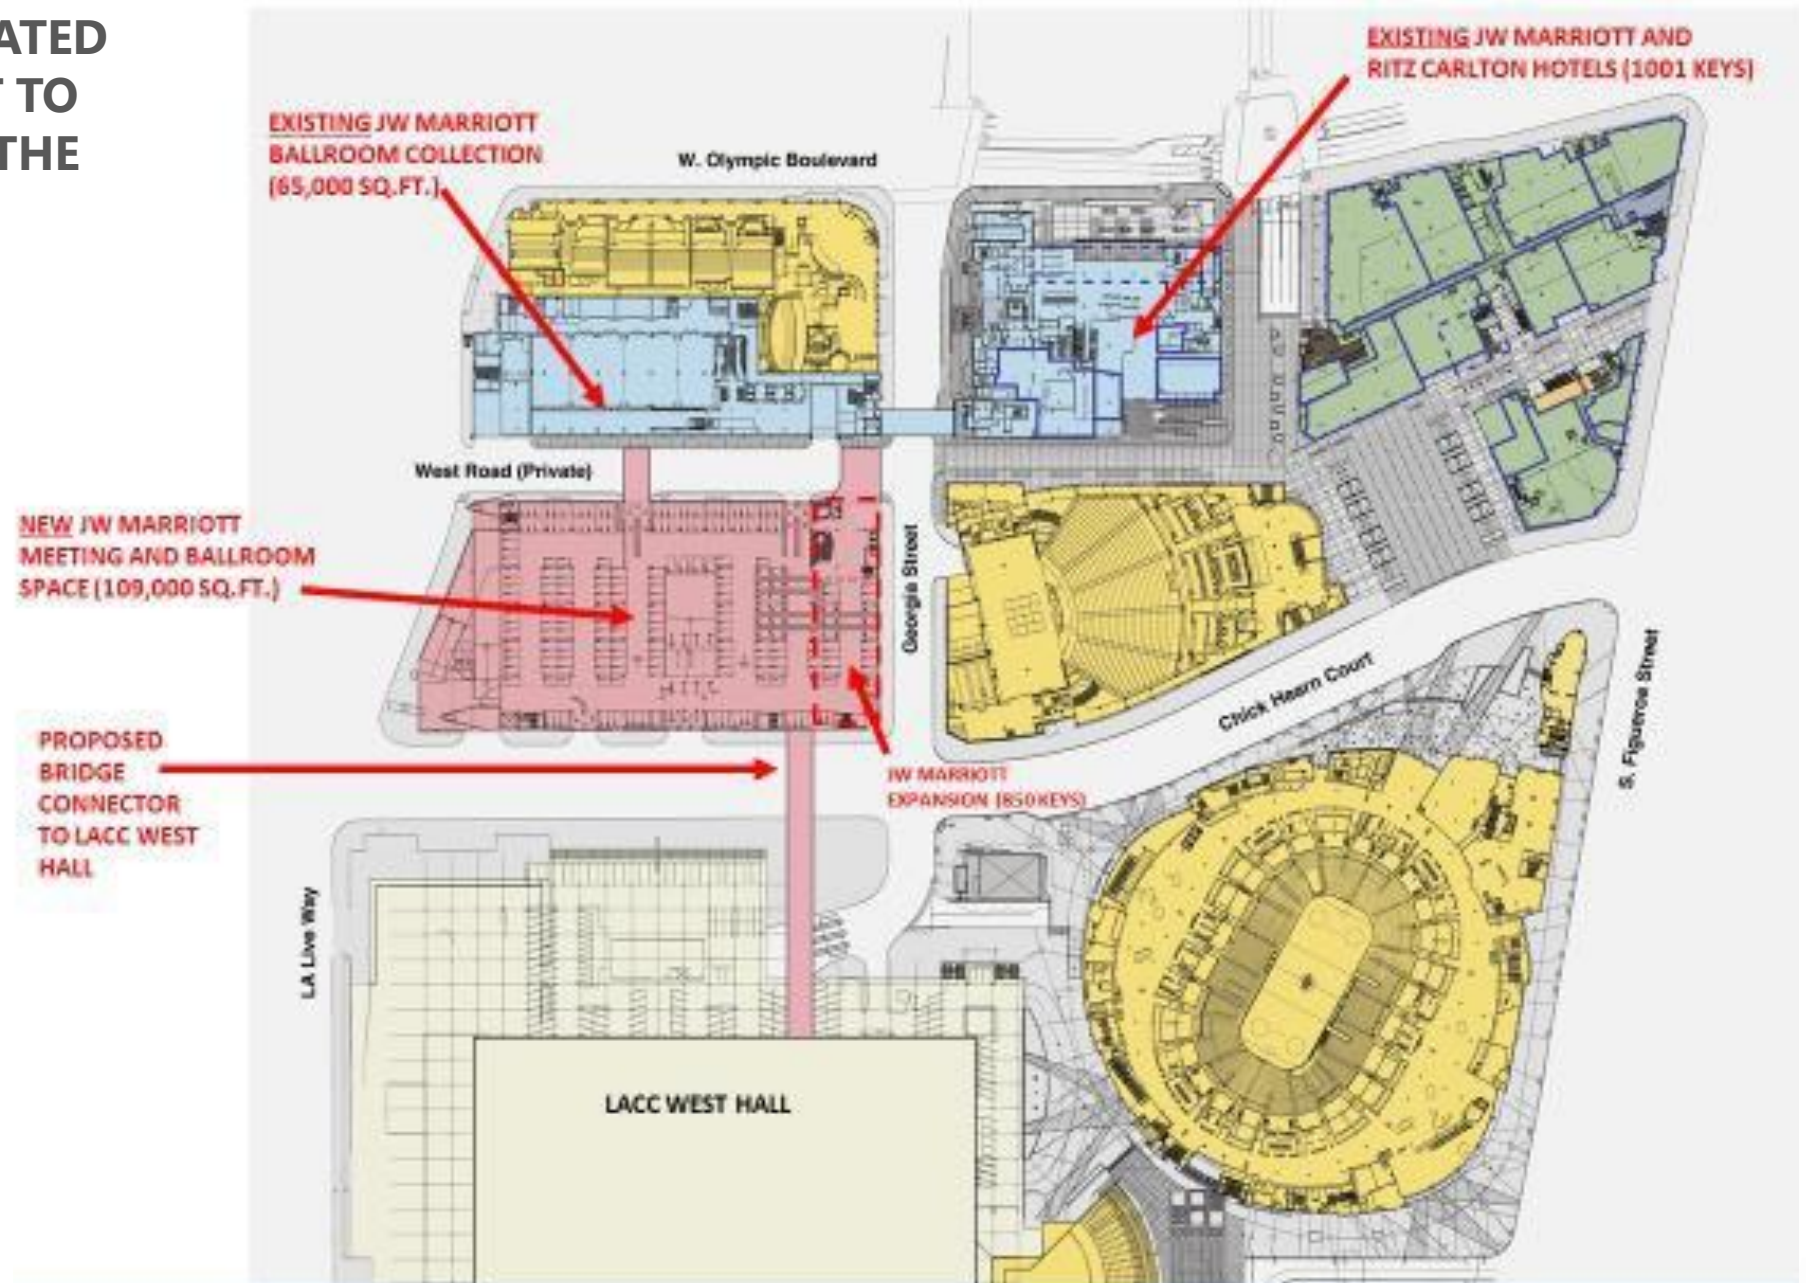 ATED
TO
THE
EXISTING JW MARRIOTT AND
RITZ CARLTON HOTELS (1001 KEYS)
EXISTING JW MARRIOTT
BALLROOM COLLECTION
(65,000 SQ.FT.)
W. Olympic Boulevard
West Road (Private)
NEW JW MARRIOTT
MEETING AND BALLROOM
SPACE (109,000 SQ.FT.)
Georgia Street
Chick Hearn Court
S. Figueroa Street
PROPOSED
BRIDGE
CONNECTOR
TO LACC WEST
HALL
JW MARRIOTT
EXPANSION (850 KEYS)
LA Live Way
LACC WEST HALL